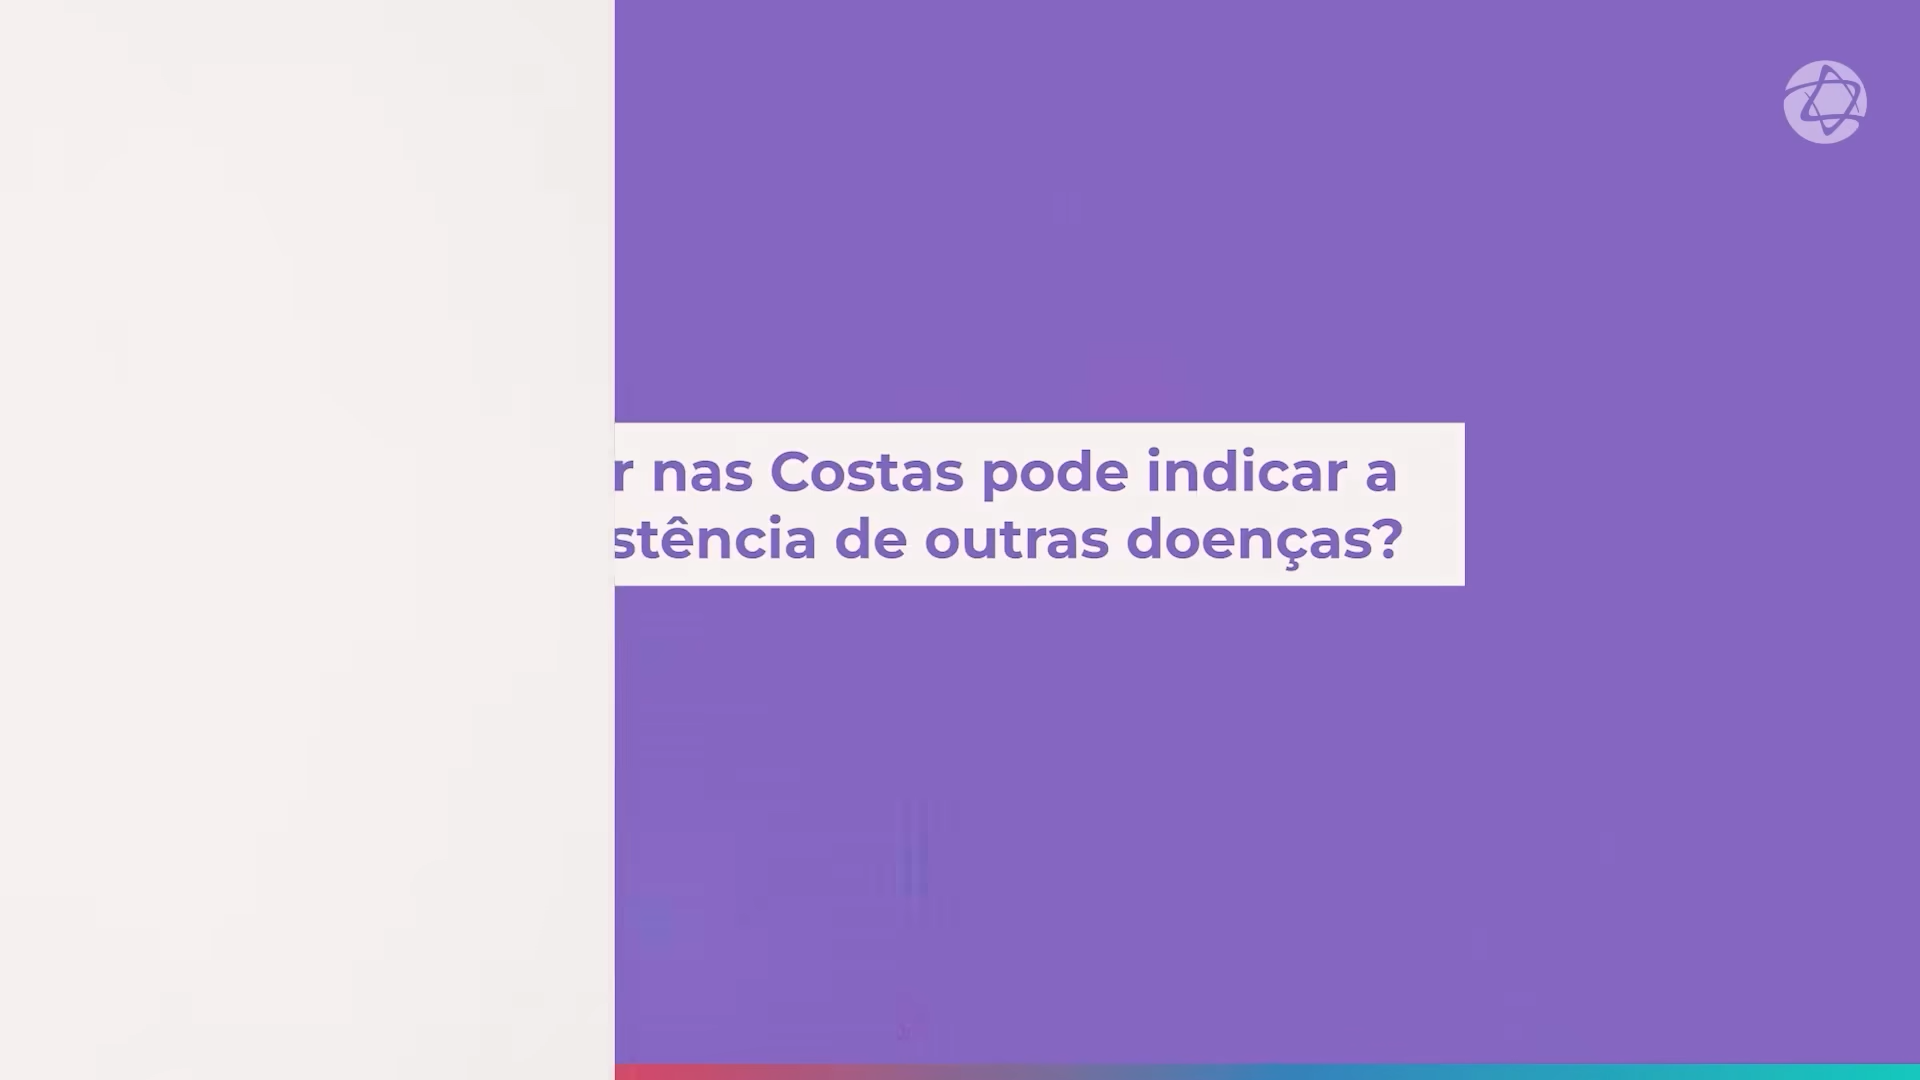 r nas Costas pode indicar a
stência de outras doenças?